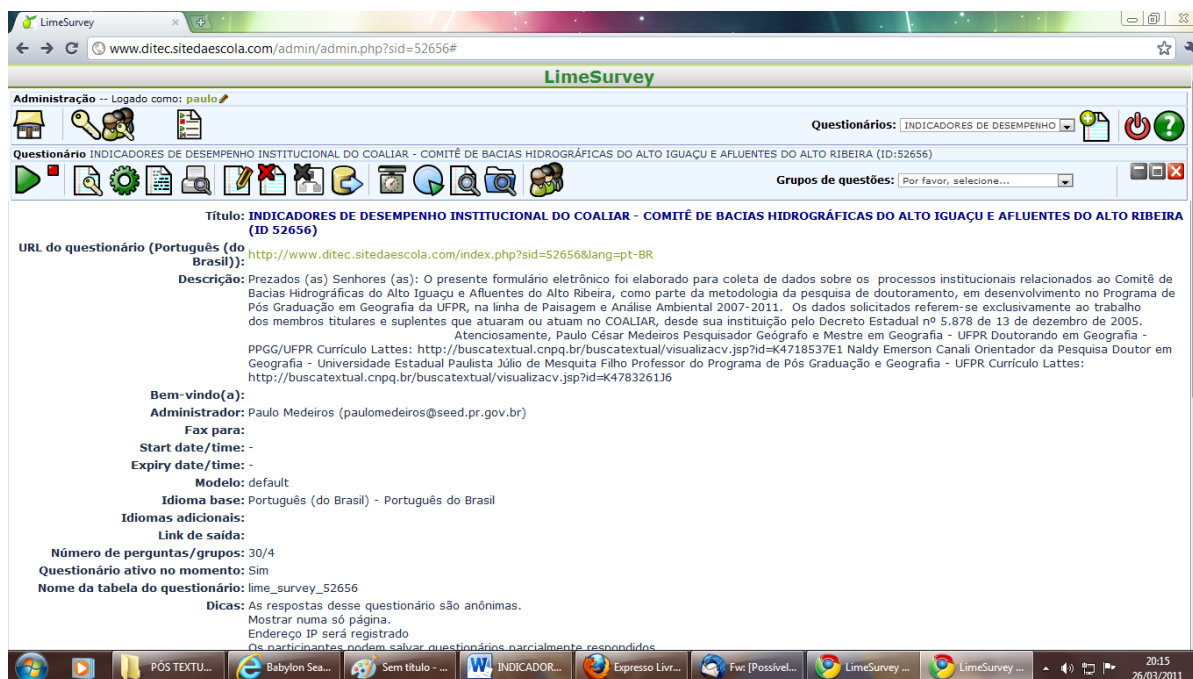 LimeSurvey
www.ditec.sitedaescola.com/admin/admin.php?sid=52656#
LimeSurvey
Administração -- Logado como: paulo
Questionários: INDICADORES DE DESEMPENHO
Questionário INDICADORES DE DESEMPENHO INSTITUCIONAL DO COALIAR - COMITÊ DE BACIAS HIDROGRÁFICAS DO ALTO IGUAÇU E AFLUENTES DO ALTO RIBEIRA (ID:52656)
Grupos de questões: Por favor, selecione...
Título: INDICADORES DE DESEMPENHO INSTITUCIONAL DO COALIAR - COMITÊ DE BACIAS HIDROGRÁFICAS DO ALTO IGUAÇU E AFLUENTES DO ALTO RIBEIRA
(ID 52656)
URL do questionário (Português (do
Brasil)): http://www.ditec.sitedaescola.com/index.php?sid=52656&lang=pt-BR
Descrição: Prezados (as) Senhores (as): O presente formulário eletrônico foi elaborado para coleta de dados sobre os processos institucionais relacionados ao Comitê de
Bacias Hidrográficas do Alto Iguaçu e Afluentes do Alto Ribeira, como parte da metodologia da pesquisa de doutoramento, em desenvolvimento no Programa de
Pós Graduação em Geografia da UFPR, na linha de Paisagem e Análise Ambiental 2007-2011. Os dados solicitados referem-se exclusivamente ao trabalho
dos membros titulares e suplentes que atuaram ou atuam no COALIAR, desde sua instituição pelo Decreto Estadual nº 5.878 de 13 de dezembro de 2005.
Atenciosamente, Paulo César Medeiros Pesquisador Geógrafo e Mestre em Geografia - UFPR Doutorando em Geografia -
PPGG/UFPR Currículo Lattes: http://buscatextual.cnpq.br/buscatextual/visualizacv.jsp?id=K4718537E1 Naldy Emerson Canali Orientador da Pesquisa Doutor em
Geografia - Universidade Estadual Paulista Júlio de Mesquita Filho Professor do Programa de Pós Graduação e Geografia - UFPR Currículo Lattes:
http://buscatextual.cnpq.br/buscatextual/visualizacv.jsp?id=K4783261J6
Bem-vindo(a):
Administrador: Paulo Medeiros (paulomedeiros@seed.pr.gov.br)
Fax para:
Start date/time: -
Expiry date/time: -
Modelo: default
Idioma base: Português (do Brasil) - Português do Brasil
Idiomas adicionais:
Link de saída:
Número de perguntas/grupos: 30/4
Questionário ativo no momento: Sim
Nome da tabela do questionário: lime_survey_52656
Dicas: As respostas desse questionário são anônimas.
Mostrar numa só página.
Endereço IP será registrado
Os participantes podem salvar questionários parcialmente respondidos
PÓS TEXTU... Babylon Sea... Sem título - ... INDICADOR... Expresso Livr... Fw: [Possível... LimeSurvey ... LimeSurvey ... 20:15
26/03/2011